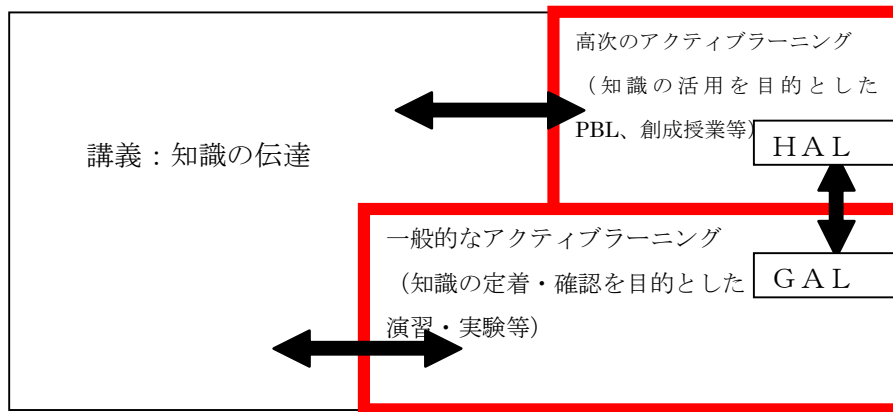 高次のアクティブラーニング
（知識の活用を目的とした
PBL、創成授業等）
ＨＡＬ
講義：知識の伝達
一般的なアクティブラーニング
（知識の定着・確認を目的とした
ＧＡＬ
演習・実験等）